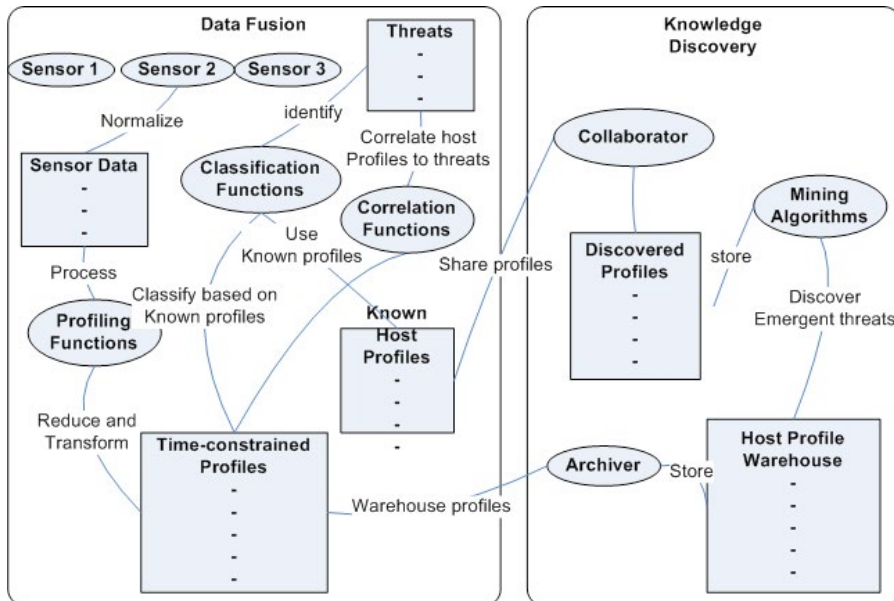 Data Fusion
Sensor 1
Sensor 2
Sensor 3
Threats
-
-
-
Normalize
identify
Correlate host
Profiles to threats
Sensor Data
-
-
-
Classification
Functions
Correlation
Functions
Process
Use
Known profiles
Classify based on
Known profiles
Profiling
Functions
Known
Host
Profiles
-
-
-
-
Reduce and
Transform
Time-constrained
Profiles
-
-
-
-
-
Share profiles
Warehouse profiles
Knowledge
Discovery
Collaborator
Mining
Algorithms
Discovered
Profiles
-
-
-
-
store
Discover
Emergent threats
Archiver
Store
Host Profile
Warehouse
-
-
-
-
-